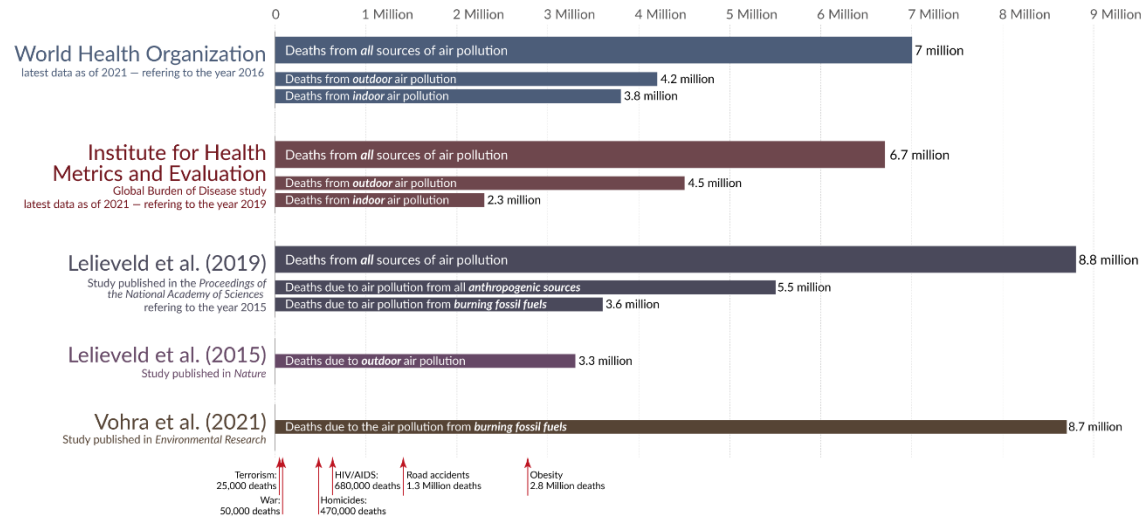 0 1 Million 2 Million 3 Million 4 Million 5 Million 6 Million 7 Million 8 Million 9 Million
World Health Organization
latest data as of 2021 — refering to the year 2016
Deaths from all sources of air pollution 7 million
Deaths from outdoor air pollution 4.2 million
Deaths from indoor air pollution 3.8 million
Institute for Health
Metrics and Evaluation
Global Burden of Disease study
latest data as of 2021 — refering to the year 2019
Deaths from all sources of air pollution 6.7 million
Deaths from outdoor air pollution 4.5 million
Deaths from indoor air pollution 2.3 million
Lelieveld et al. (2019)
Study published in the Proceedings of
the National Academy of Sciences
refering to the year 2015
Deaths from all sources of air pollution 8.8 million
Deaths due to air pollution from all anthropogenic sources 5.5 million
Deaths due to air pollution from burning fossil fuels 3.6 million
Lelieveld et al. (2015)
Study published in Nature
Deaths due to outdoor air pollution 3.3 million
Vohra et al. (2021)
Study published in Environmental Research
Deaths due to the air pollution from burning fossil fuels 8.7 million
Terrorism:
25,000 deaths
War:
50,000 deaths
HIV/AIDS:
680,000 deaths
Homicides:
470,000 deaths
Road accidents
1.3 Million deaths
Obesity
2.8 Million deaths